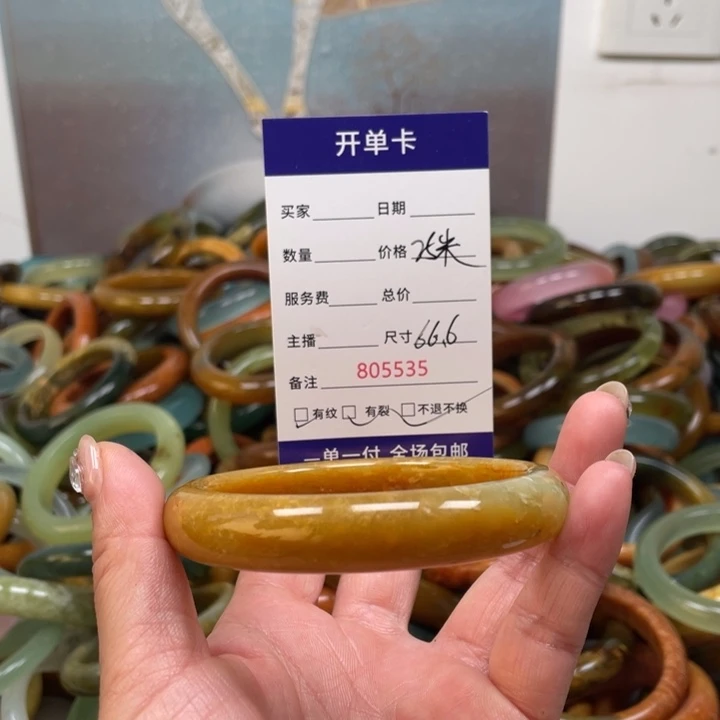 开单卡
买家 日期
数量 价格 25米
服务费 总价
主播 尺寸 66.6
备注 805535
有纹 有裂 不退不换
一单一付 全场包邮